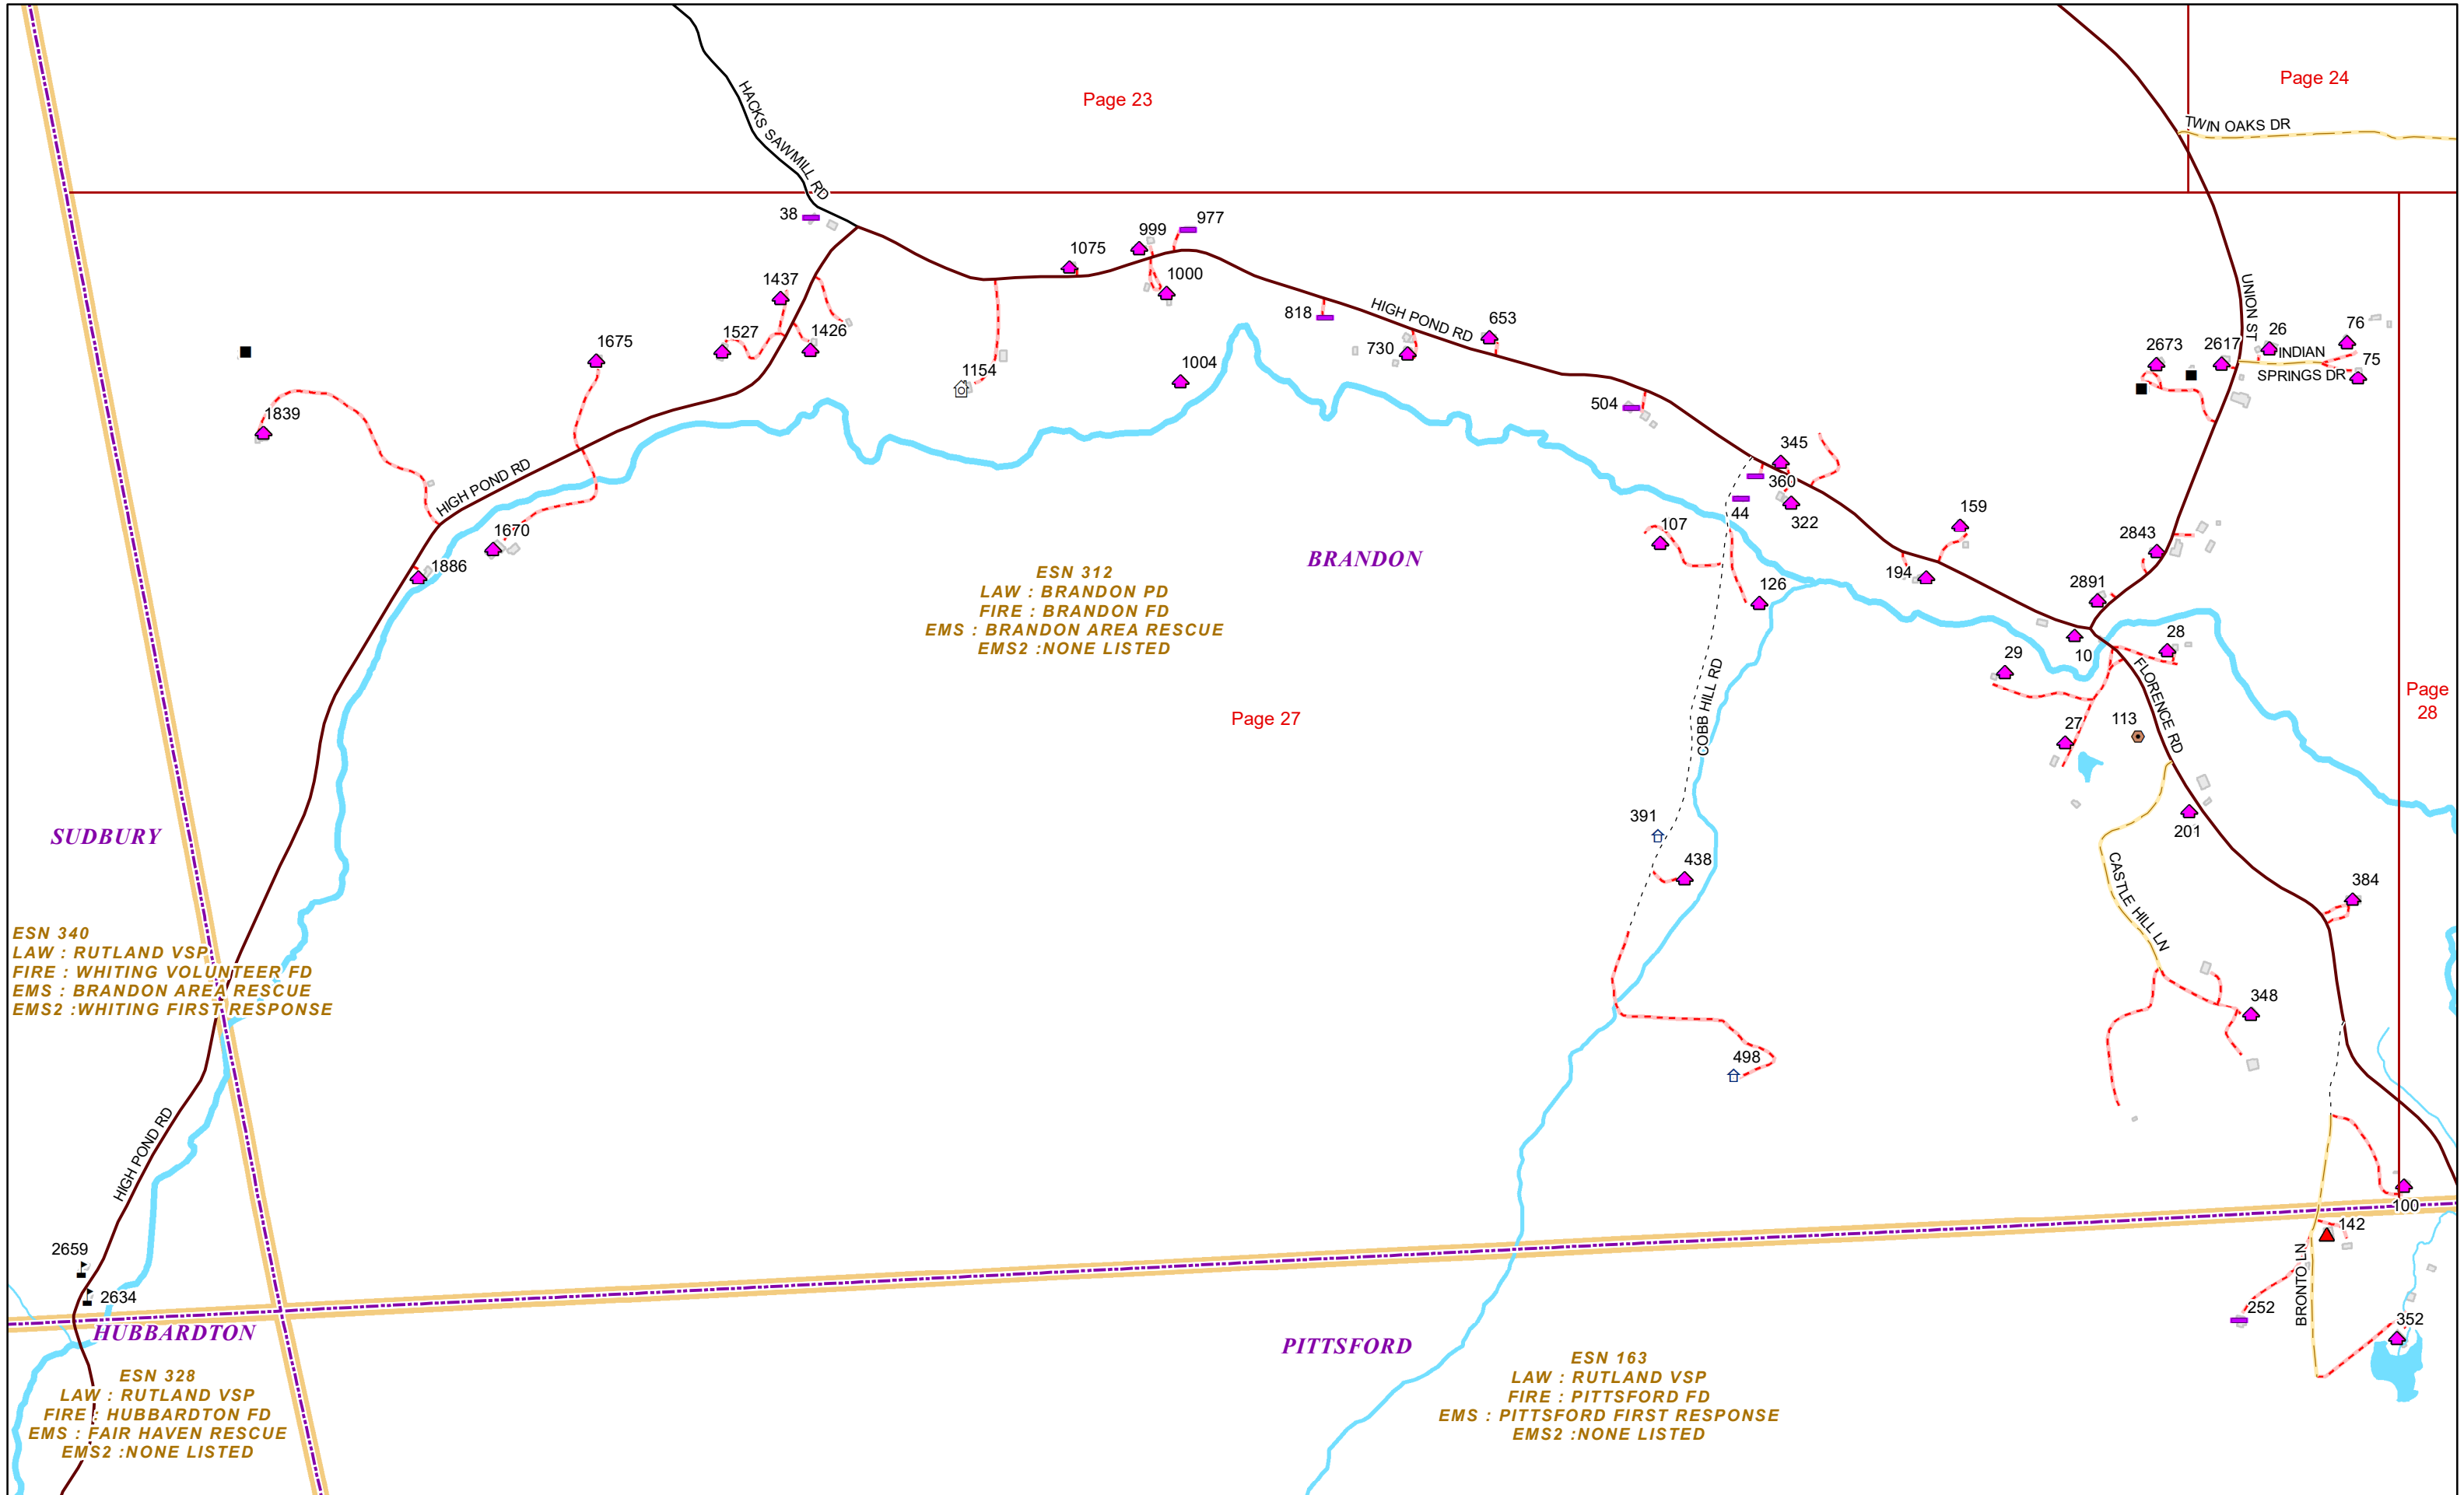 Page 24
Page 23
TWIN OAKS DR
HACKS SAWMILL RD
38
977
999
1075
1000
1437
UNION ST
818
HIGH POND RD
653
26
76
1527
1426
1675
730
2673
2617
INDIAN
75
SPRINGS DR
1154
1004
504
1839
345
HIGH POND RD
360
44
322
107
159
1670
2843
1886
BRANDON
194
126
2891
ESN 312
LAW : BRANDON PD
FIRE : BRANDON FD
EMS : BRANDON AREA RESCUE
EMS2 :NONE LISTED
28
29
10
FLORENCE RD
Page
28
COBB HILL RD
Page 27
27
113
391
201
SUDBURY
438
CASTLE HILL LN
384
ESN 340
LAW : RUTLAND VSP
FIRE : WHITING VOLUNTEER FD
EMS : BRANDON AREA RESCUE
EMS2 :WHITING FIRST RESPONSE
348
498
HIGH POND RD
100
142
2659
BRONTO LN
2634
252
352
HUBBARDTON
PITTSFORD
ESN 328
LAW : RUTLAND VSP
FIRE : HUBBARDTON FD
EMS : FAIR HAVEN RESCUE
EMS2 :NONE LISTED
ESN 163
LAW : RUTLAND VSP
FIRE : PITTSFORD FD
EMS : PITTSFORD FIRST RESPONSE
EMS2 :NONE LISTED